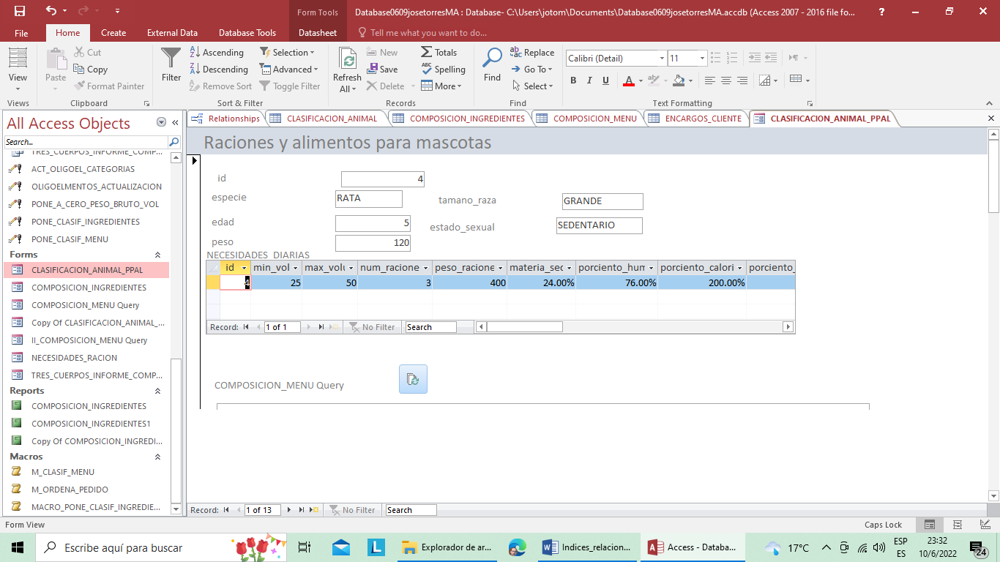 Form Tools
Database0609josetorresMA : Database- C:\Users\jotom\Documents\Database0609josetorresMA.accdb (Access 2007 - 2016 file fo...
File Home Create External Data Database Tools Datasheet Tell me what you want to do...
View
Views
Paste
Cut
Copy
Format Painter
Clipboard
Filter
Ascending
Descending
Remove Sort
Selection
Advanced
Toggle Filter
Sort & Filter
Refresh All
New
Save
Delete
Totals
Spelling
More
Records
Find
Replace
Go To
Select
Find
Calibri (Detail) 11
B I U
Text Formatting
All Access Objects
Search...
TRES_CUERPOS_INFORME_COMP...
ACT_OLIGOEL_CATEGORIAS
OLIGOELMENTOS_ACTUALIZACION
PONE_A_CERO_PESO_BRUTO_VOL
PONE_CLASIF_INGREDIENTES
PONE_CLASIF_MENU
Forms
CLASIFICACION_ANIMAL_PPAL
COMPOSICION_INGREDIENTES
COMPOSICION_MENU Query
Copy Of CLASIFICACION_ANIMAL_...
II_COMPOSICION_MENU Query
NECESIDADES_RACION
TRES_CUERPOS_INFORME_COMP...
Reports
COMPOSICION_INGREDIENTES
COMPOSICION_INGREDIENTES1
Copy Of COMPOSICION_INGREDI...
Macros
M_CLASIF_MENU
M_ORDENA_PEDIDO
MACRO_PONE_CLASIF_INGREDIE...
Relationships CLASIFICACION_ANIMAL COMPOSICION_INGREDIENTES COMPOSICION_MENU ENCARGOS_CLIENTE CLASIFICACION_ANIMAL_PPAL
Raciones y alimentos para mascotas
id 4
especie RATA tamano_raza GRANDE
edad 5 estado_sexual SEDENTARIO
peso 120
NECESIDADES_DIARIAS
id min_vol max_volu num_racione peso_racione materia_sec porciento_hum porciento_calori porciento_
4 25 50 3 400 24.00% 76.00% 200.00%
Record: 1 of 1 No Filter Search
COMPOSICION_MENU Query
Record: 1 of 13 No Filter Search
Form View Caps Lock
Escribe aquí para buscar
L
Explorador de ar...
Indices_relacion...
Access - Databa...
17°C
ESP
ES
23:32
10/6/2022
24